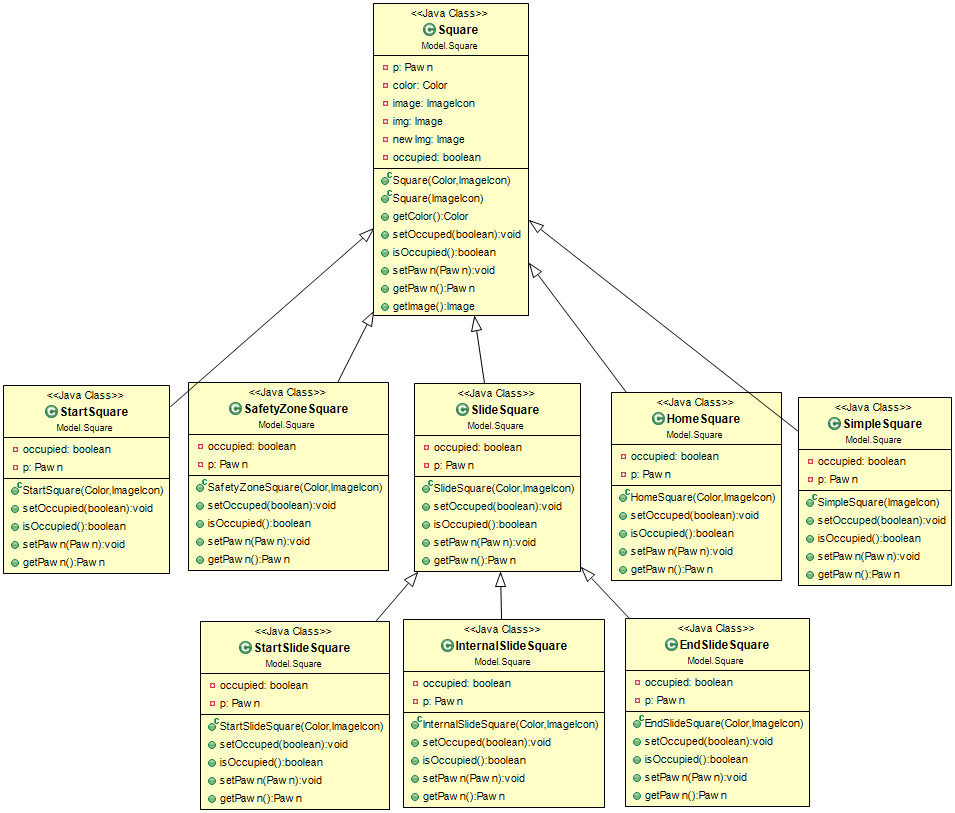 <<Java Class>>
Square
Model.Square
p: Pawn
color: Color
image: ImageIcon
img: Image
newImg: Image
occupied: boolean
Square(Color,ImageIcon)
Square(ImageIcon)
getColor():Color
setOccuped(boolean):void
isOccupied():boolean
setPawn(Pawn):void
getPawn():Pawn
getImage():Image
<<Java Class>>
StartSquare
Model.Square
occupied: boolean
p: Pawn
StartSquare(Color,ImageIcon)
setOccuped(boolean):void
isOccupied():boolean
setPawn(Pawn):void
getPawn():Pawn
<<Java Class>>
SafetyZoneSquare
Model.Square
occupied: boolean
p: Pawn
SafetyZoneSquare(Color,ImageIcon)
setOccuped(boolean):void
isOccupied():boolean
setPawn(Pawn):void
getPawn():Pawn
<<Java Class>>
SlideSquare
Model.Square
occupied: boolean
p: Pawn
SlideSquare(Color,ImageIcon)
setOccuped(boolean):void
isOccupied():boolean
setPawn(Pawn):void
getPawn():Pawn
<<Java Class>>
HomeSquare
Model.Square
occupied: boolean
p: Pawn
HomeSquare(Color,ImageIcon)
setOccuped(boolean):void
isOccupied():boolean
setPawn(Pawn):void
getPawn():Pawn
<<Java Class>>
SimpleSquare
Model.Square
occupied: boolean
p: Pawn
SimpleSquare(ImageIcon)
setOccuped(boolean):void
isOccupied():boolean
setPawn(Pawn):void
getPawn():Pawn
<<Java Class>>
StartSlideSquare
Model.Square
occupied: boolean
p: Pawn
StartSlideSquare(Color,ImageIcon)
setOccuped(boolean):void
isOccupied():boolean
setPawn(Pawn):void
getPawn():Pawn
<<Java Class>>
InternalSlideSquare
Model.Square
occupied: boolean
p: Pawn
InternalSlideSquare(Color,ImageIcon)
setOccuped(boolean):void
isOccupied():boolean
setPawn(Pawn):void
getPawn():Pawn
<<Java Class>>
EndSlideSquare
Model.Square
occupied: boolean
p: Pawn
EndSlideSquare(Color,ImageIcon)
setOccuped(boolean):void
isOccupied():boolean
setPawn(Pawn):void
getPawn():Pawn